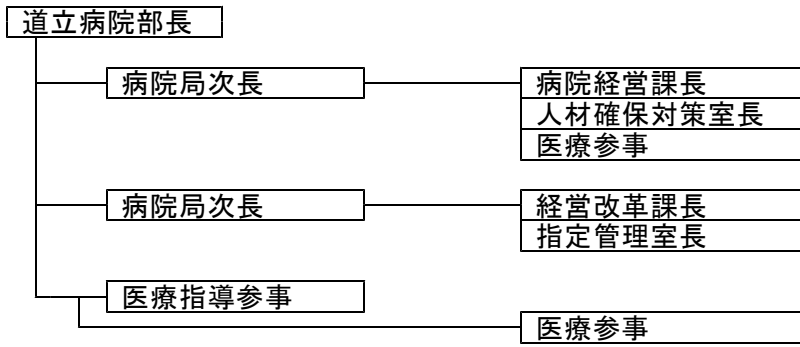 道立病院部長
病院局次長
病院経営課長
人材確保対策室長
医療参事
病院局次長
経営改革課長
指定管理室長
医療指導参事
医療参事